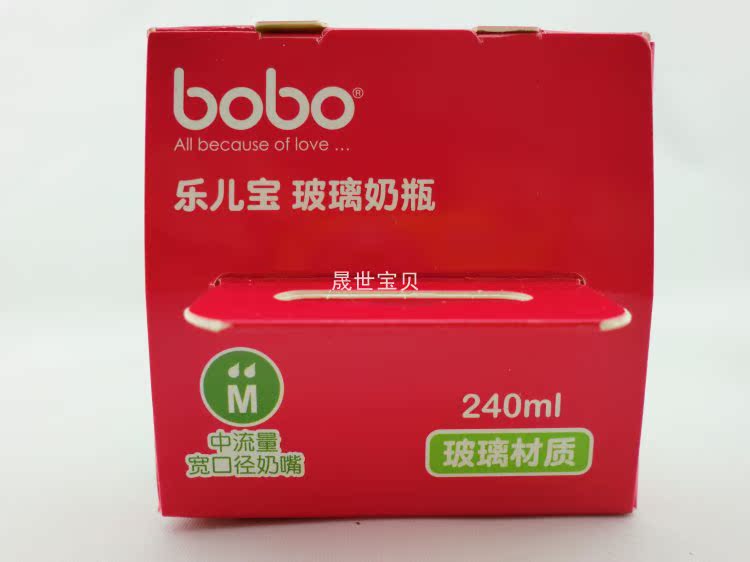 bobo®
All because of love ...
乐儿宝 玻璃奶瓶
晟世宝贝
M
中流量
宽口径奶嘴
240ml
玻璃材质